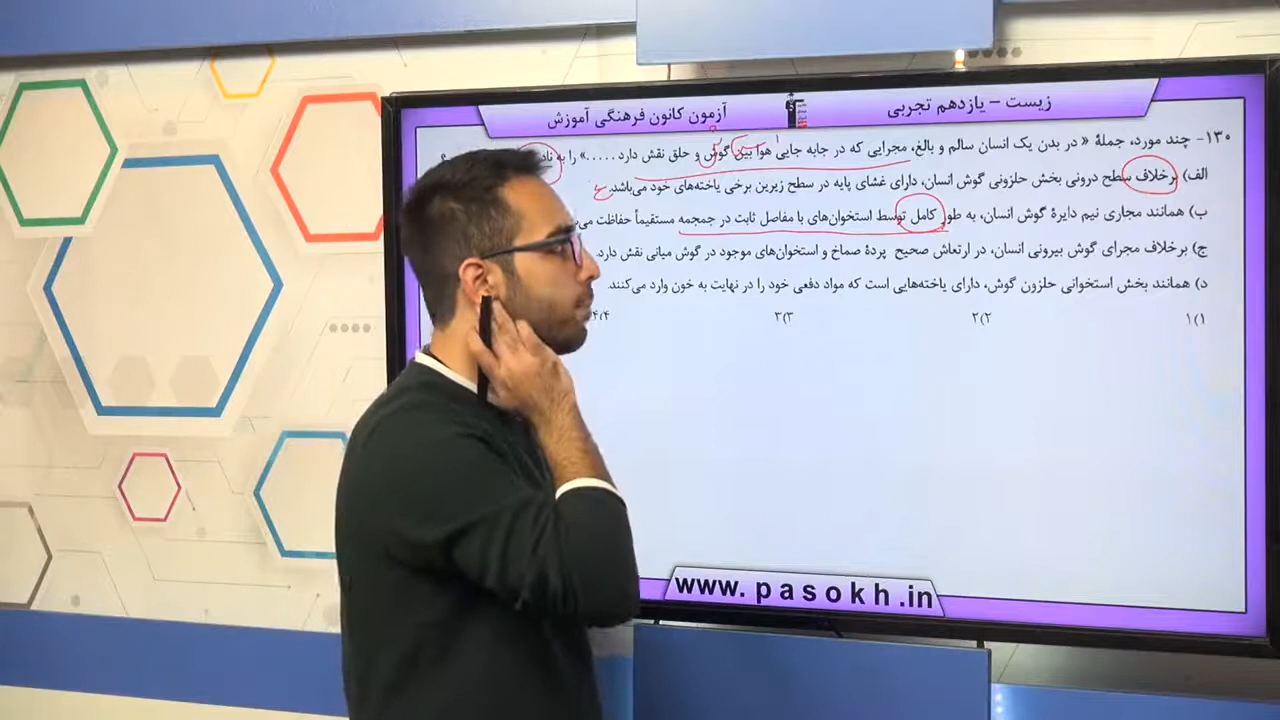 زیست - یازدهم تجربی
آزمون کانون فرهنگی آموزش
۱۳۰- چند مورد، جملهٔ « در بدن یک انسان سالم و بالغ، مجرایی که در جابه جایی هوا بین گوش و حلق نقش دارد .....» را به
الف) برخلاف سطح درونی بخش حلزونی گوش انسان، دارای غشای پایه در سطح زیرین برخی یاخته‌های خود می‌باشد.
ب) همانند مجاری نیم دایرهٔ گوش انسان، به طور کامل توسط استخوان‌های با مفاصل ثابت در جمجمه مستقیماً حفاظت
ج) برخلاف مجرای گوش بیرونی انسان، در ارتعاش صحیح پردهٔ صماخ و استخوان‌های موجود در گوش میانی نقش دارد.
د) همانند بخش استخوانی حلزون گوش، دارای یاخته‌هایی است که مواد دفعی خود را در نهایت به خون وارد می‌کنند.
۱)۱ ۲)۲ ۳)۳ ۴)۴
www.pasokh.in